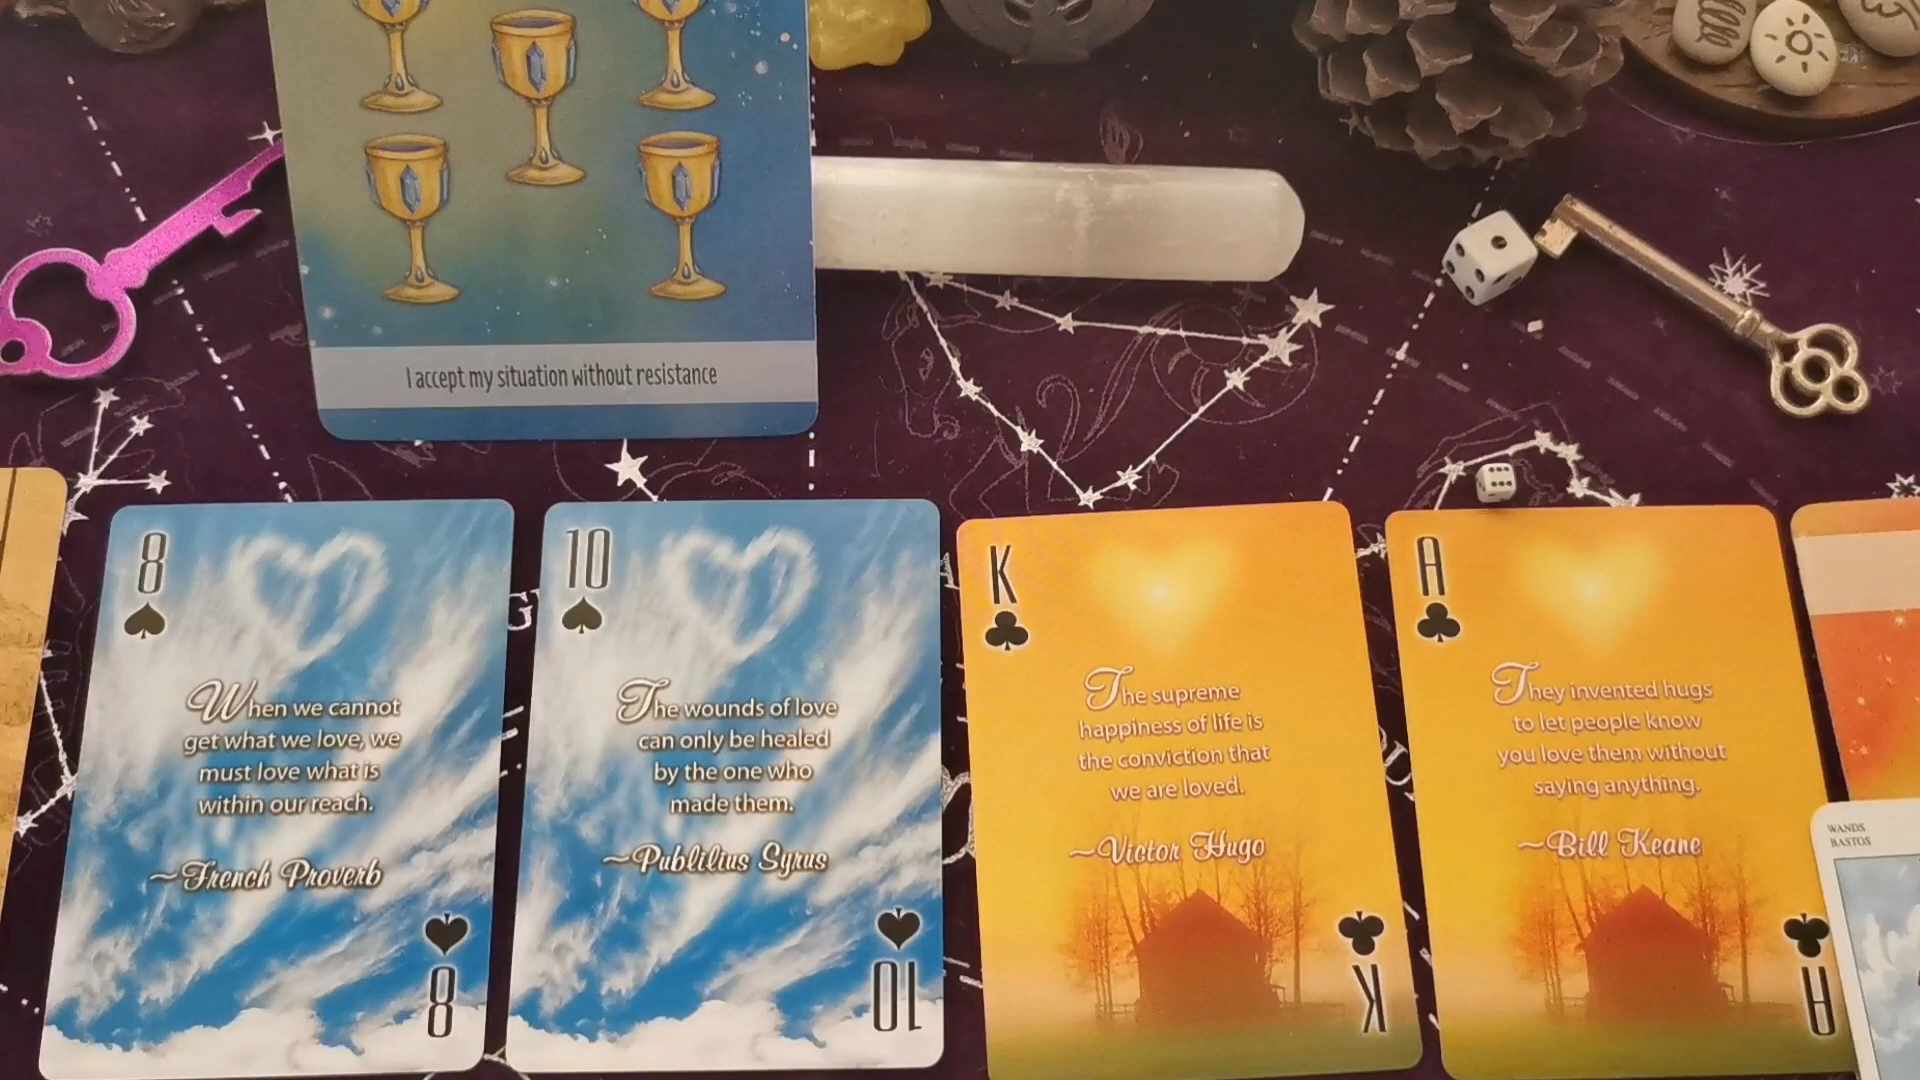 I accept my situation without resistance
8
When we cannot
get what we love, we
must love what is
within our reach.
~French Proverb
8
10
The wounds of love
can only be healed
by the one who
made them.
~Publilius Syrus
10
K
The supreme
happiness of life is
the conviction that
we are loved.
~Victor Hugo
K
A
They invented hugs
to let people know
you love them without
saying anything.
~Bill Keane
A
WANDS
BASTOS